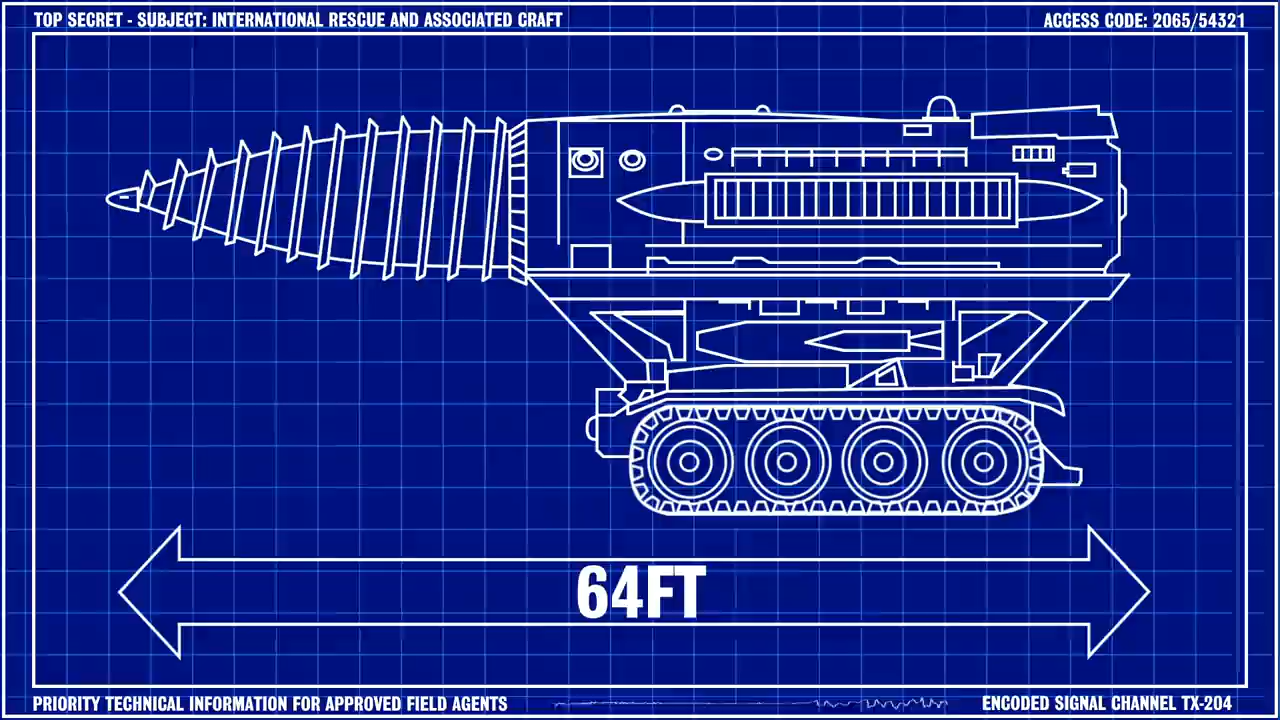 TOP SECRET - SUBJECT: INTERNATIONAL RESCUE AND ASSOCIATED CRAFT
ACCESS CODE: 2065/54321
64FT
PRIORITY TECHNICAL INFORMATION FOR APPROVED FIELD AGENTS
ENCODED SIGNAL CHANNEL TX-204